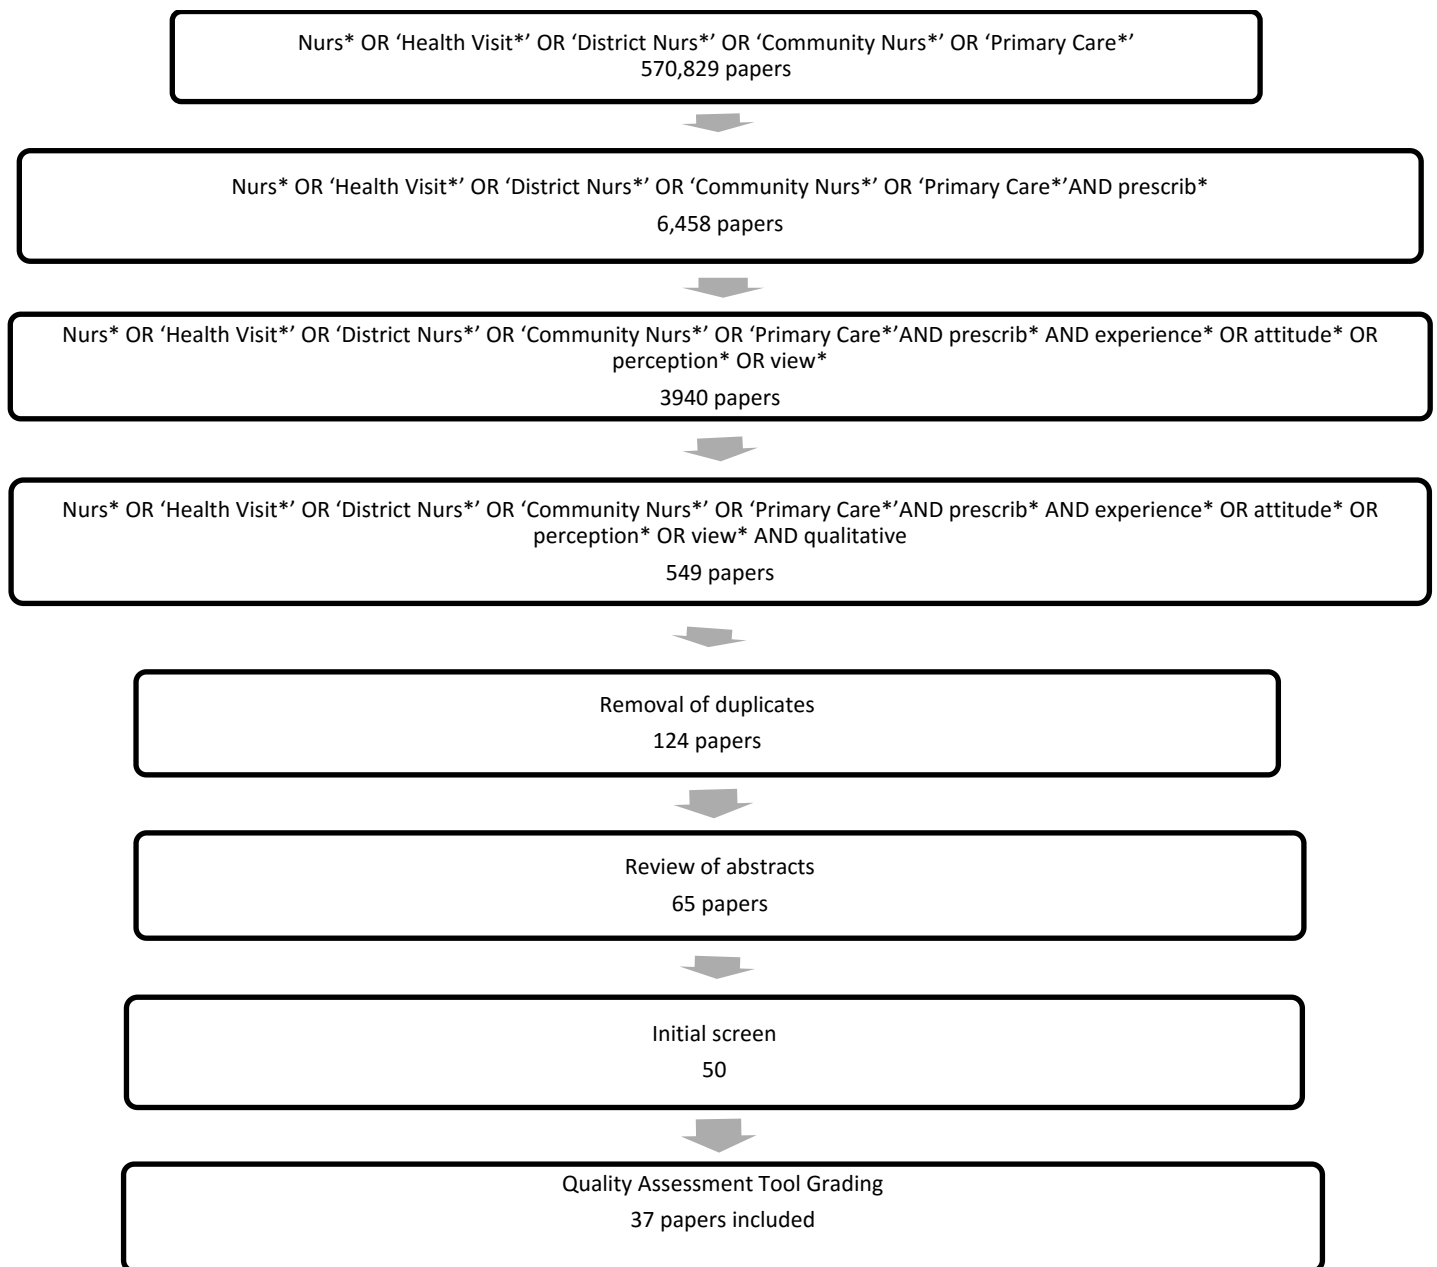 Nurs* OR ‘Health Visit*’ OR ‘District Nurs*’ OR ‘Community Nurs*’ OR ‘Primary Care*’
570,829 papers
Nurs* OR ‘Health Visit*’ OR ‘District Nurs*’ OR ‘Community Nurs*’ OR ‘Primary Care*’AND prescrib*
6,458 papers
Nurs* OR ‘Health Visit*’ OR ‘District Nurs*’ OR ‘Community Nurs*’ OR ‘Primary Care*’AND prescrib* AND experience* OR attitude* OR
perception* OR view*
3940 papers
Nurs* OR ‘Health Visit*’ OR ‘District Nurs*’ OR ‘Community Nurs*’ OR ‘Primary Care*’AND prescrib* AND experience* OR attitude* OR
perception* OR view* AND qualitative
549 papers
Removal of duplicates
124 papers
Review of abstracts
65 papers
Initial screen
50
Quality Assessment Tool Grading
37 papers included